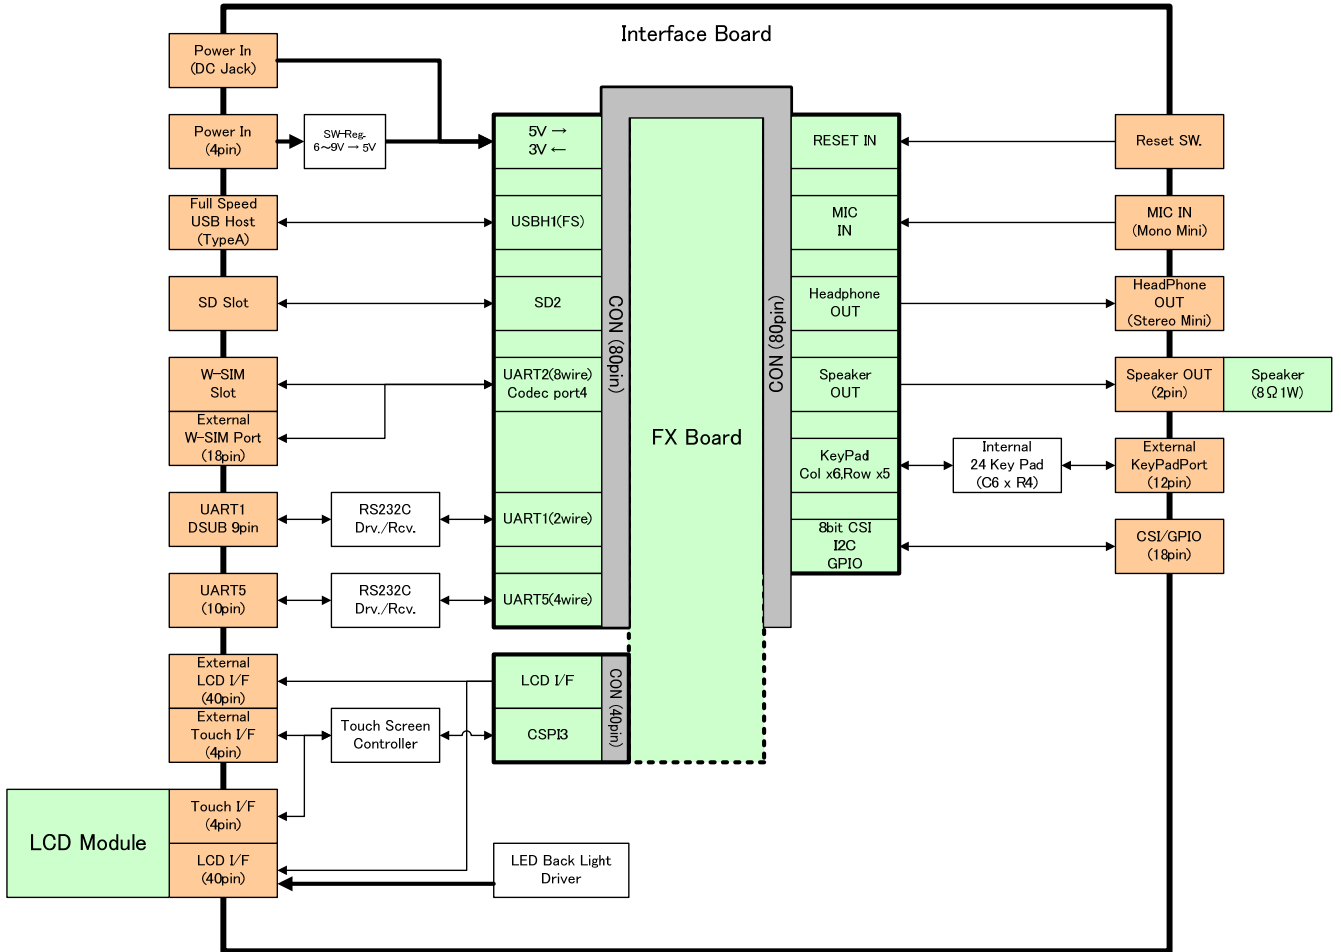 Interface Board
Power In
(DC Jack)
Power In
(4pin)
SW-Reg.
6～9V → 5V
5V →
3V ←
RESET IN
Reset SW.
Full Speed
USB Host
(TypeA)
USBH1(FS)
MIC
IN
MIC IN
(Mono Mini)
SD Slot
SD2
Headphone
OUT
HeadPhone
OUT
(Stereo Mini)
CON (80pin)
CON (80pin)
W-SIM
Slot
UART2(8wire)
Codec port4
Speaker
OUT
Speaker OUT
(2pin)
Speaker
(8Ω1W)
External
W-SIM Port
(18pin)
FX Board
KeyPad
Col x6,Row x5
Internal
24 Key Pad
(C6 x R4)
External
KeyPadPort
(12pin)
UART1
DSUB 9pin
RS232C
Drv./Rcv.
UART1(2wire)
8bit CSI
I2C
GPIO
CSI/GPIO
(18pin)
UART5
(10pin)
RS232C
Drv./Rcv.
UART5(4wire)
External
LCD I/F
(40pin)
LCD I/F
CON (40pin)
External
Touch I/F
(4pin)
Touch Screen
Controller
CSPI3
LCD Module
Touch I/F
(4pin)
LCD I/F
(40pin)
LED Back Light
Driver